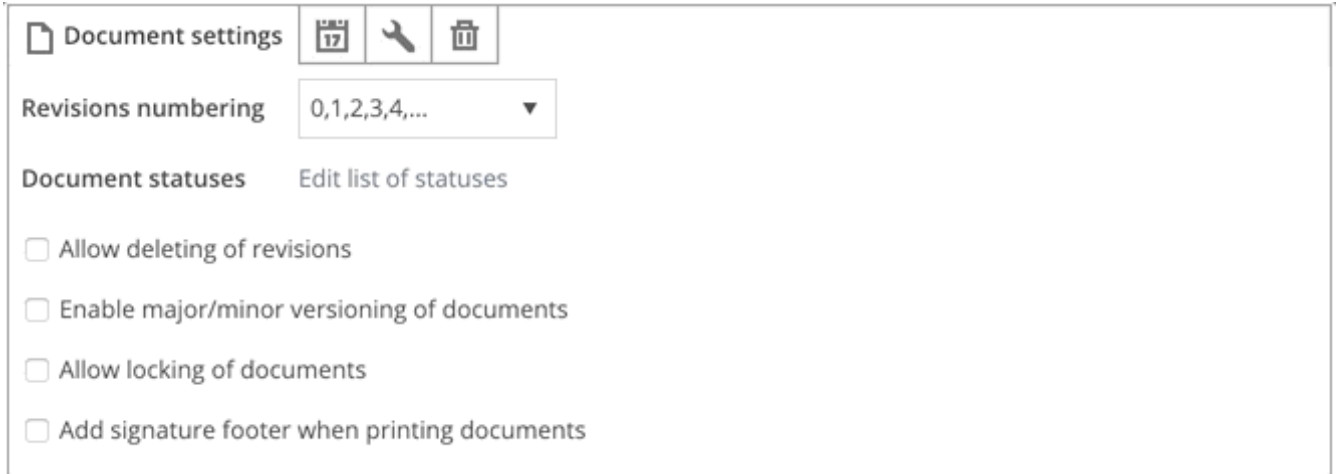 Document settings 17
Revisions numbering 0,1,2,3,4,...
Document statuses Edit list of statuses
Allow deleting of revisions
Enable major/minor versioning of documents
Allow locking of documents
Add signature footer when printing documents